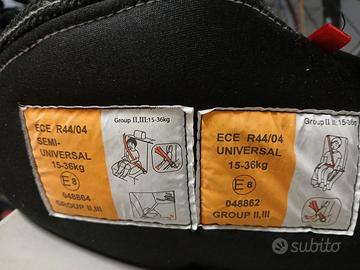 Group II,III:15-36kg
ECE R44/04
SEMI-
UNIVERSAL
15-36kg
E8
048864
GROUP II,III
Group II,III:15-36kg
ECE R44/04
UNIVERSAL
15-36kg
E8
048862
GROUP II,III
subito